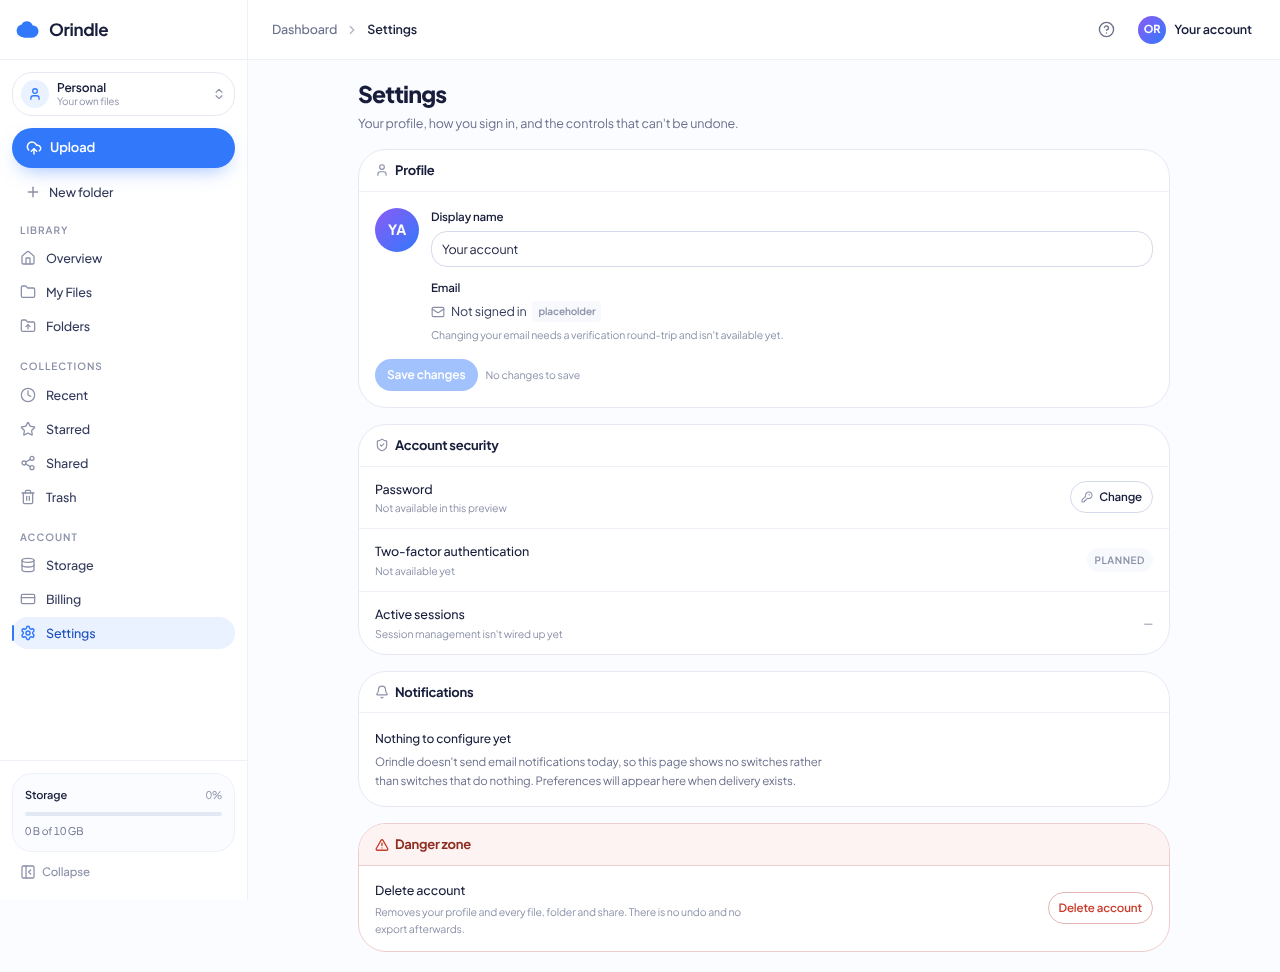 Orindle
Dashboard
Settings
OR
Your account
Personal
Your own files
Upload
New folder
LIBRARY
Overview
My Files
Folders
COLLECTIONS
Recent
Starred
Shared
Trash
ACCOUNT
Storage
Billing
Settings
Storage
0%
0 B of 10 GB
Collapse
Settings
Your profile, how you sign in, and the controls that can't be undone.
Profile
YA
Display name
Your account
Email
Not signed in
placeholder
Changing your email needs a verification round-trip and isn't available yet.
Save changes
No changes to save
Account security
Password
Not available in this preview
Change
Two-factor authentication
Not available yet
PLANNED
Active sessions
Session management isn't wired up yet
—
Notifications
Nothing to configure yet
Orindle doesn't send email notifications today, so this page shows no switches rather
than switches that do nothing. Preferences will appear here when delivery exists.
Danger zone
Delete account
Removes your profile and every file, folder and share. There is no undo and no
export afterwards.
Delete account